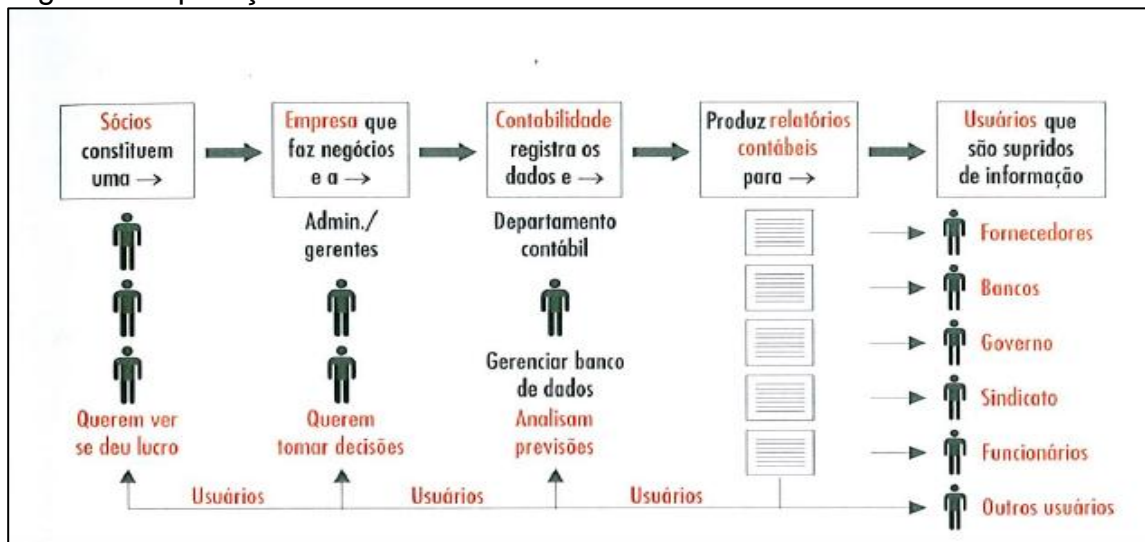 Sócios
constituem
uma →
Empresa que
faz negócios
e a →
Contabilidade
registra os
dados e →
Produz relatórios
contábeis
para →
Usuários que
são supridos
de informação
Admin./
gerentes
Departamento
contábil
Gerenciar banco
de dados
Querem ver
se deu lucro
Querem
tomar decisões
Analisam
previsões
Fornecedores
Bancos
Governo
Sindicato
Funcionários
Outros usuários
Usuários
Usuários
Usuários